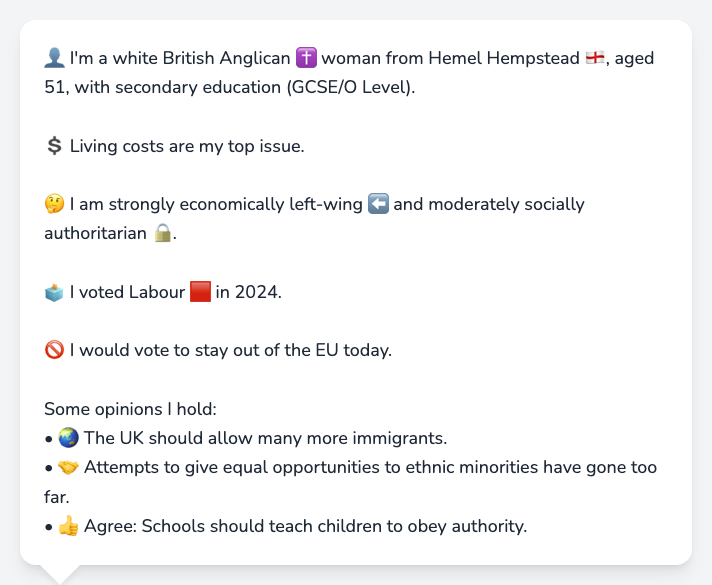 👤 I'm a white British Anglican ✝️ woman from Hemel Hempstead 🏴󠁧󠁢󠁥󠁮󠁧󠁿, aged
51, with secondary education (GCSE/O Level).
💲 Living costs are my top issue.
🤔 I am strongly economically left-wing ⬅️ and moderately socially
authoritarian 🔒.
🗳️ I voted Labour 🟥 in 2024.
🚫 I would vote to stay out of the EU today.
Some opinions I hold:
• 🌏 The UK should allow many more immigrants.
• 🤝 Attempts to give equal opportunities to ethnic minorities have gone too
far.
• 👍 Agree: Schools should teach children to obey authority.